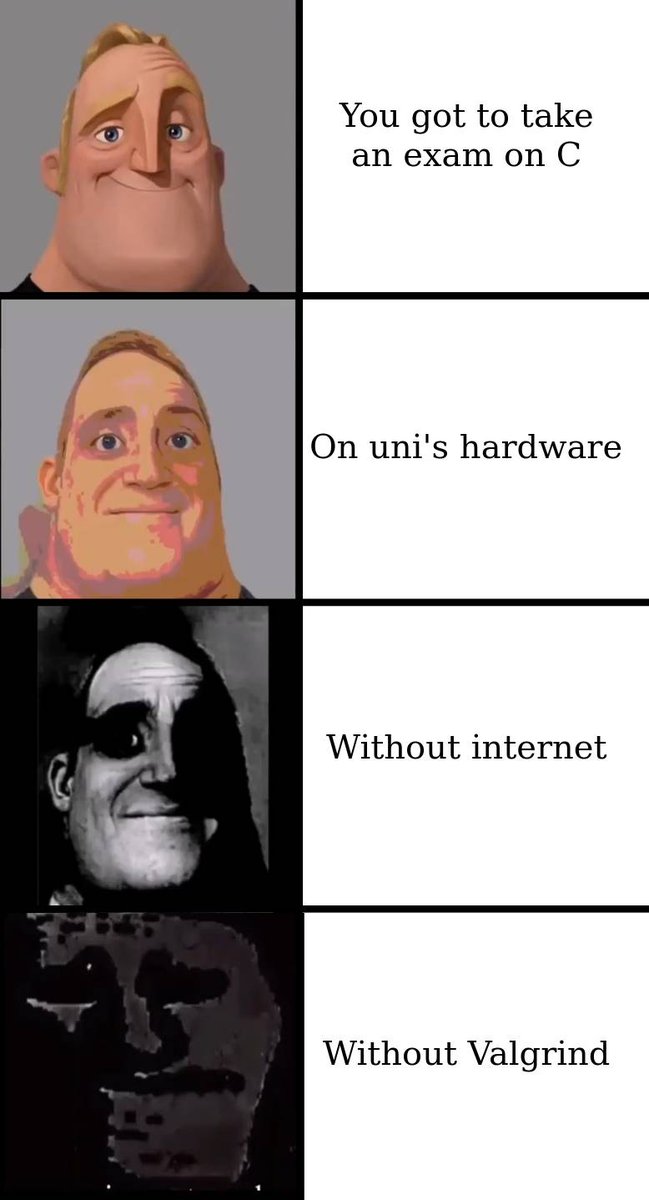 You got to take
an exam on C
On uni's hardware
Without internet
Without Valgrind